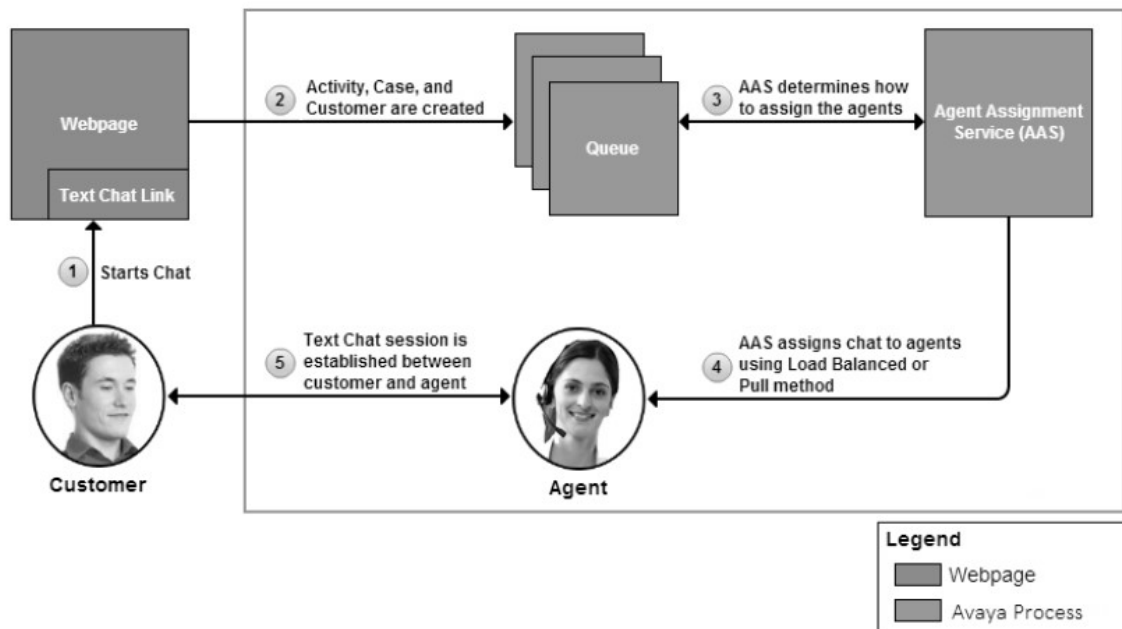 Webpage
Text Chat Link
1
Starts Chat
Customer
2
Activity, Case, and
Customer are created
Queue
3
AAS determines how
to assign the agents
Agent Assignment
Service (AAS)
4
AAS assigns chat to agents
using Load Balanced or
Pull method
5
Text Chat session is
established between
customer and agent
Agent
Legend
Webpage
Avaya Process